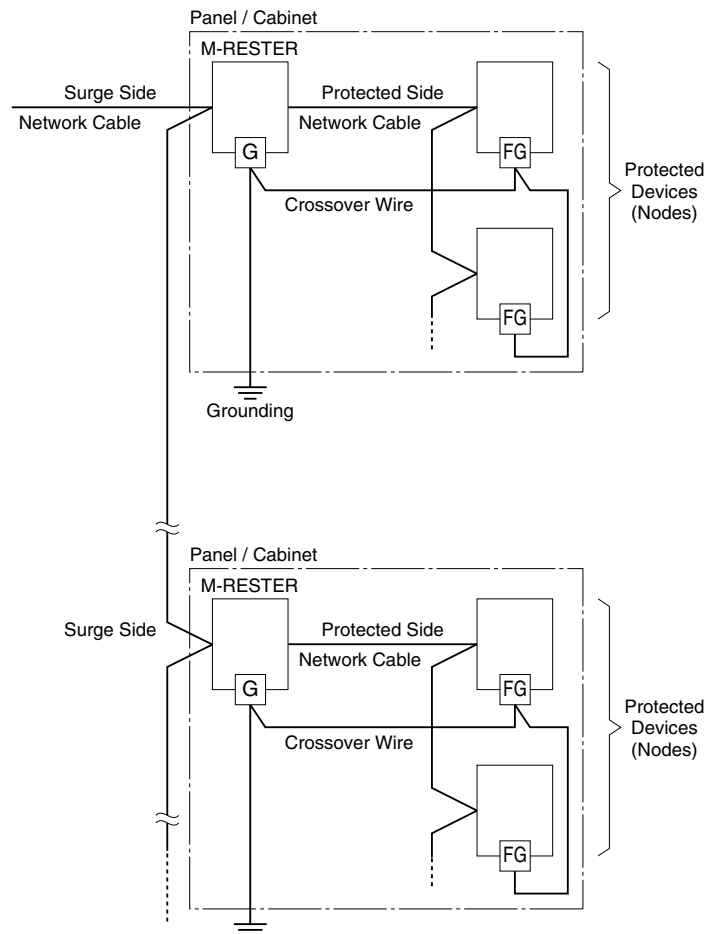 Panel / Cabinet
M-RESTER
Surge Side
Network Cable
Protected Side
Network Cable
G
FG
Crossover Wire
Protected
Devices
(Nodes)
FG
Grounding
Panel / Cabinet
M-RESTER
Surge Side
Protected Side
Network Cable
G
FG
Crossover Wire
Protected
Devices
(Nodes)
FG